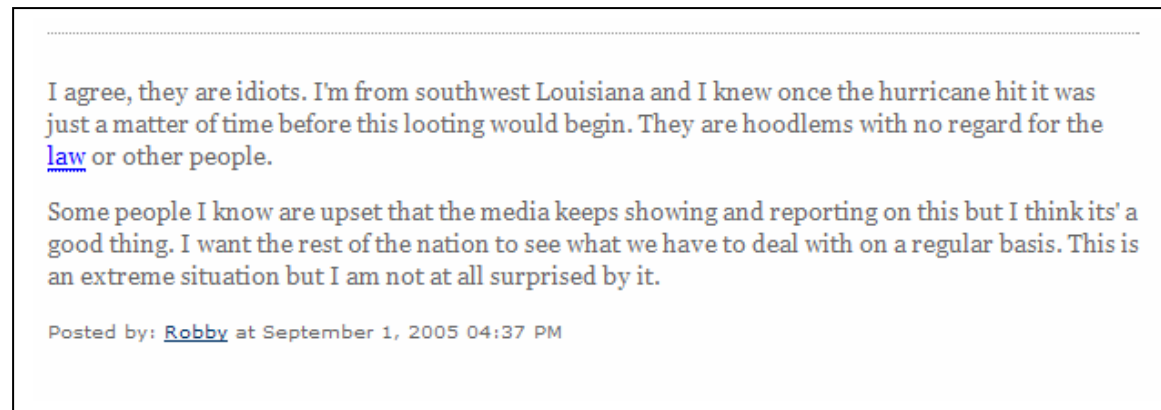 I agree, they are idiots. I'm from southwest Louisiana and I knew once the hurricane hit it was
just a matter of time before this looting would begin. They are hoodlems with no regard for the
law or other people.
Some people I know are upset that the media keeps showing and reporting on this but I think its' a
good thing. I want the rest of the nation to see what we have to deal with on a regular basis. This is
an extreme situation but I am not at all surprised by it.
Posted by: Robby at September 1, 2005 04:37 PM